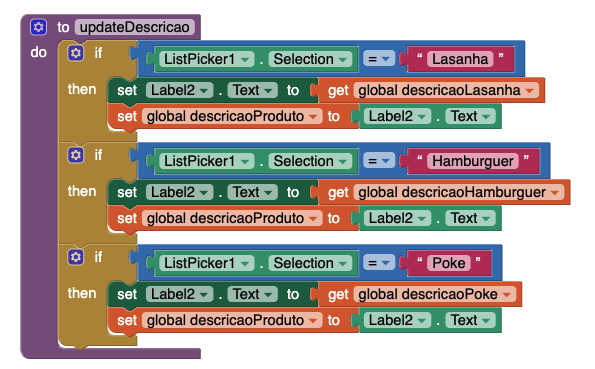 to updateDescricao
do if ListPicker1 . Selection = " Lasanha "
then set Label2 . Text to get global descricaoLasanha
set global descricaoProduto to Label2 . Text
if ListPicker1 . Selection = " Hamburguer "
then set Label2 . Text to get global descricaoHamburguer
set global descricaoProduto to Label2 . Text
if ListPicker1 . Selection = " Poke "
then set Label2 . Text to get global descricaoPoke
set global descricaoProduto to Label2 . Text